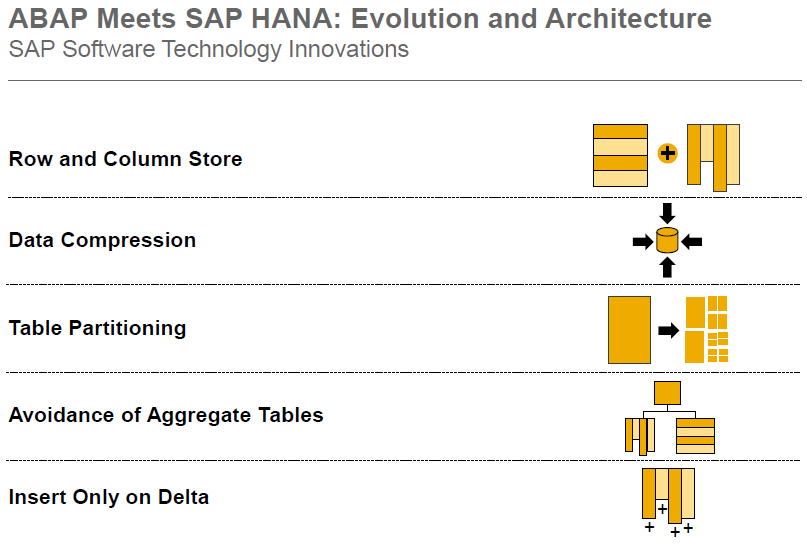 ABAP Meets SAP HANA: Evolution and Architecture
SAP Software Technology Innovations
Row and Column Store
Data Compression
Table Partitioning
Avoidance of Aggregate Tables
Insert Only on Delta